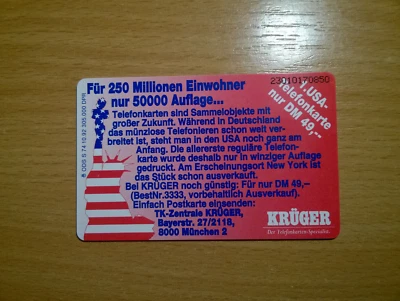 Für 250 Millionen Einwohner
nur 50000 Auflage...
Telefonkarten sind Sammelobjekte mit
großer Zukunft. Während in Deutschland
das münzlose Telefonieren schon weit ver-
breitet ist, steht man in den USA noch ganz am
Anfang. Die allererste reguläre Telefon-
karte wurde deshalb nur in winziger Auflage
gedruckt. Am Erscheinungsort New York ist
das Stück schon ausverkauft.
Bei KRÜGER noch günstig: Für nur DM 49,–
(BestNr.3333, vorbehaltlich Ausverkauf).
Einfach Postkarte einsenden:
TK-Zentrale KRÜGER,
Bayerstr. 27/2118,
8000 München 2
23010170850
1. USA-
Telefonkarte
nur DM 49,–
KRÜGER
Der Telefonkarten-Spezialist.